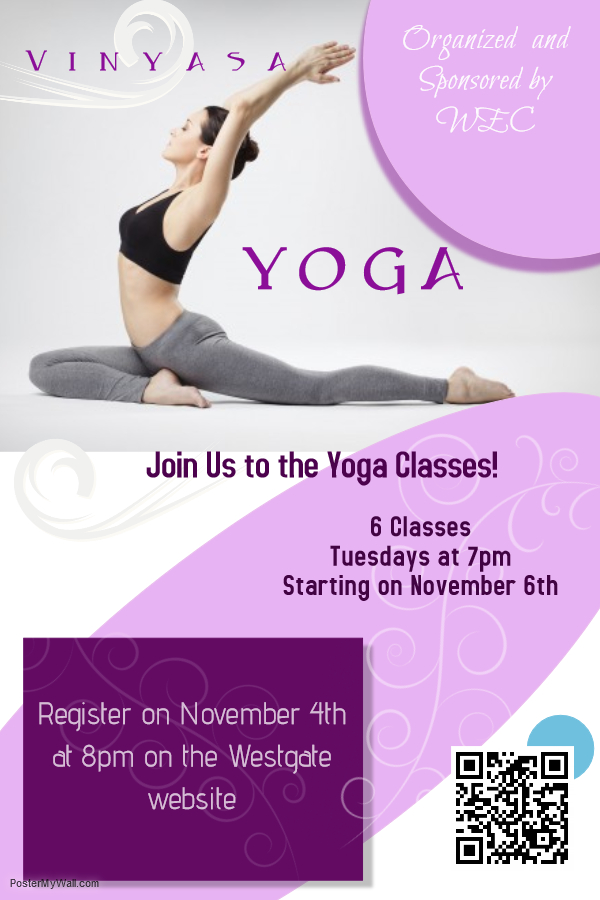 VINYASA
Organized and
Sponsored by
WEC
YOGA
Join Us to the Yoga Classes!
6 Classes
Tuesdays at 7pm
Starting on November 6th
Register on November 4th
at 8pm on the Westgate
website
PosterMyWall.com